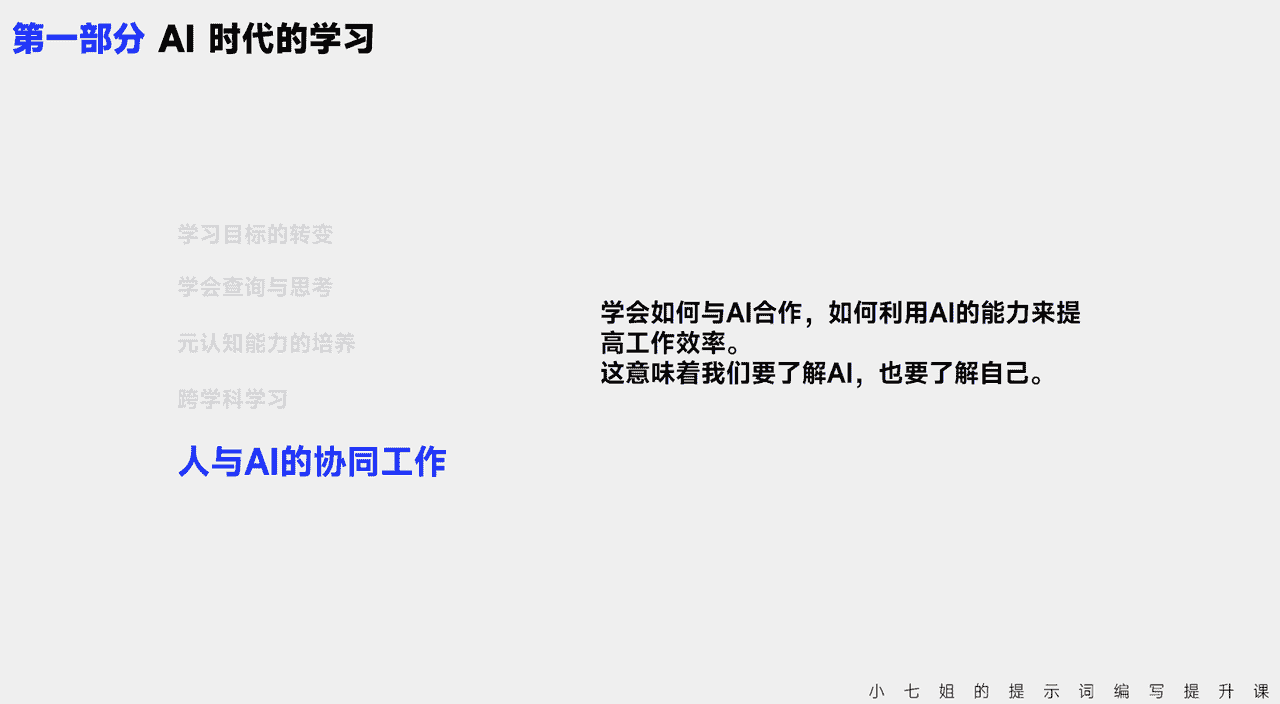 第一部分 AI 时代的学习
学习目标的转变
学会查询与思考
元认知能力的培养
跨学科学习
人与AI的协同工作
学会如何与AI合作，如何利用AI的能力来提
高工作效率。
这意味着我们要了解AI，也要了解自己。
小七姐的提示词编写提升课